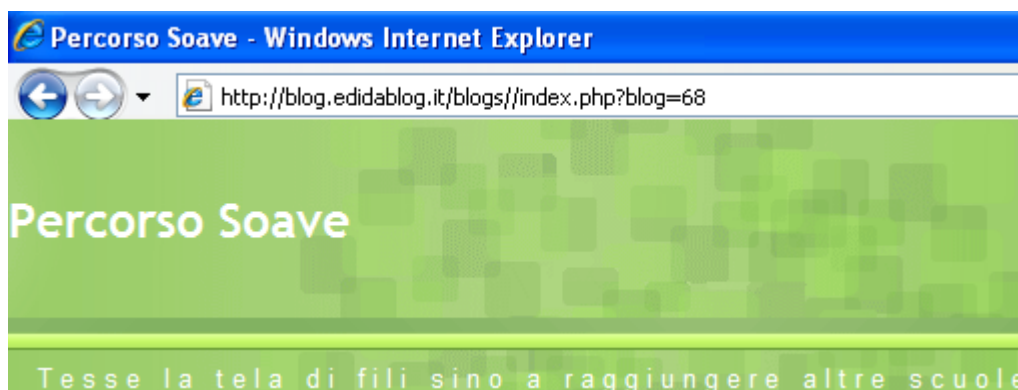 Percorso Soave - Windows Internet Explorer
http://blog.edidablog.it/blogs//index.php?blog=68
Percorso Soave
Tesse la tela di fili sino a raggiungere altre scuole